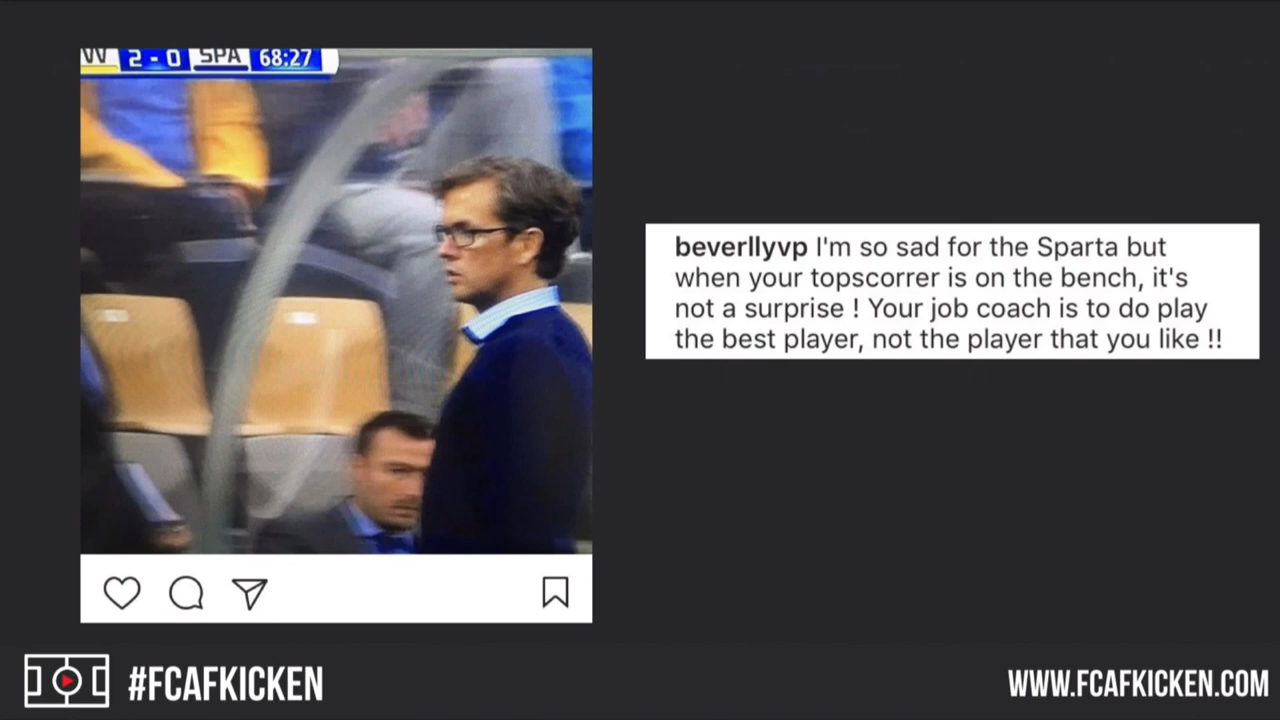 VV 2 - 0 SPA 68:27
beverllyvp I'm so sad for the Sparta but
when your topscorrer is on the bench, it's
not a surprise ! Your job coach is to do play
the best player, not the player that you like !!
#FCAFKICKEN
WWW.FCAFKICKEN.COM